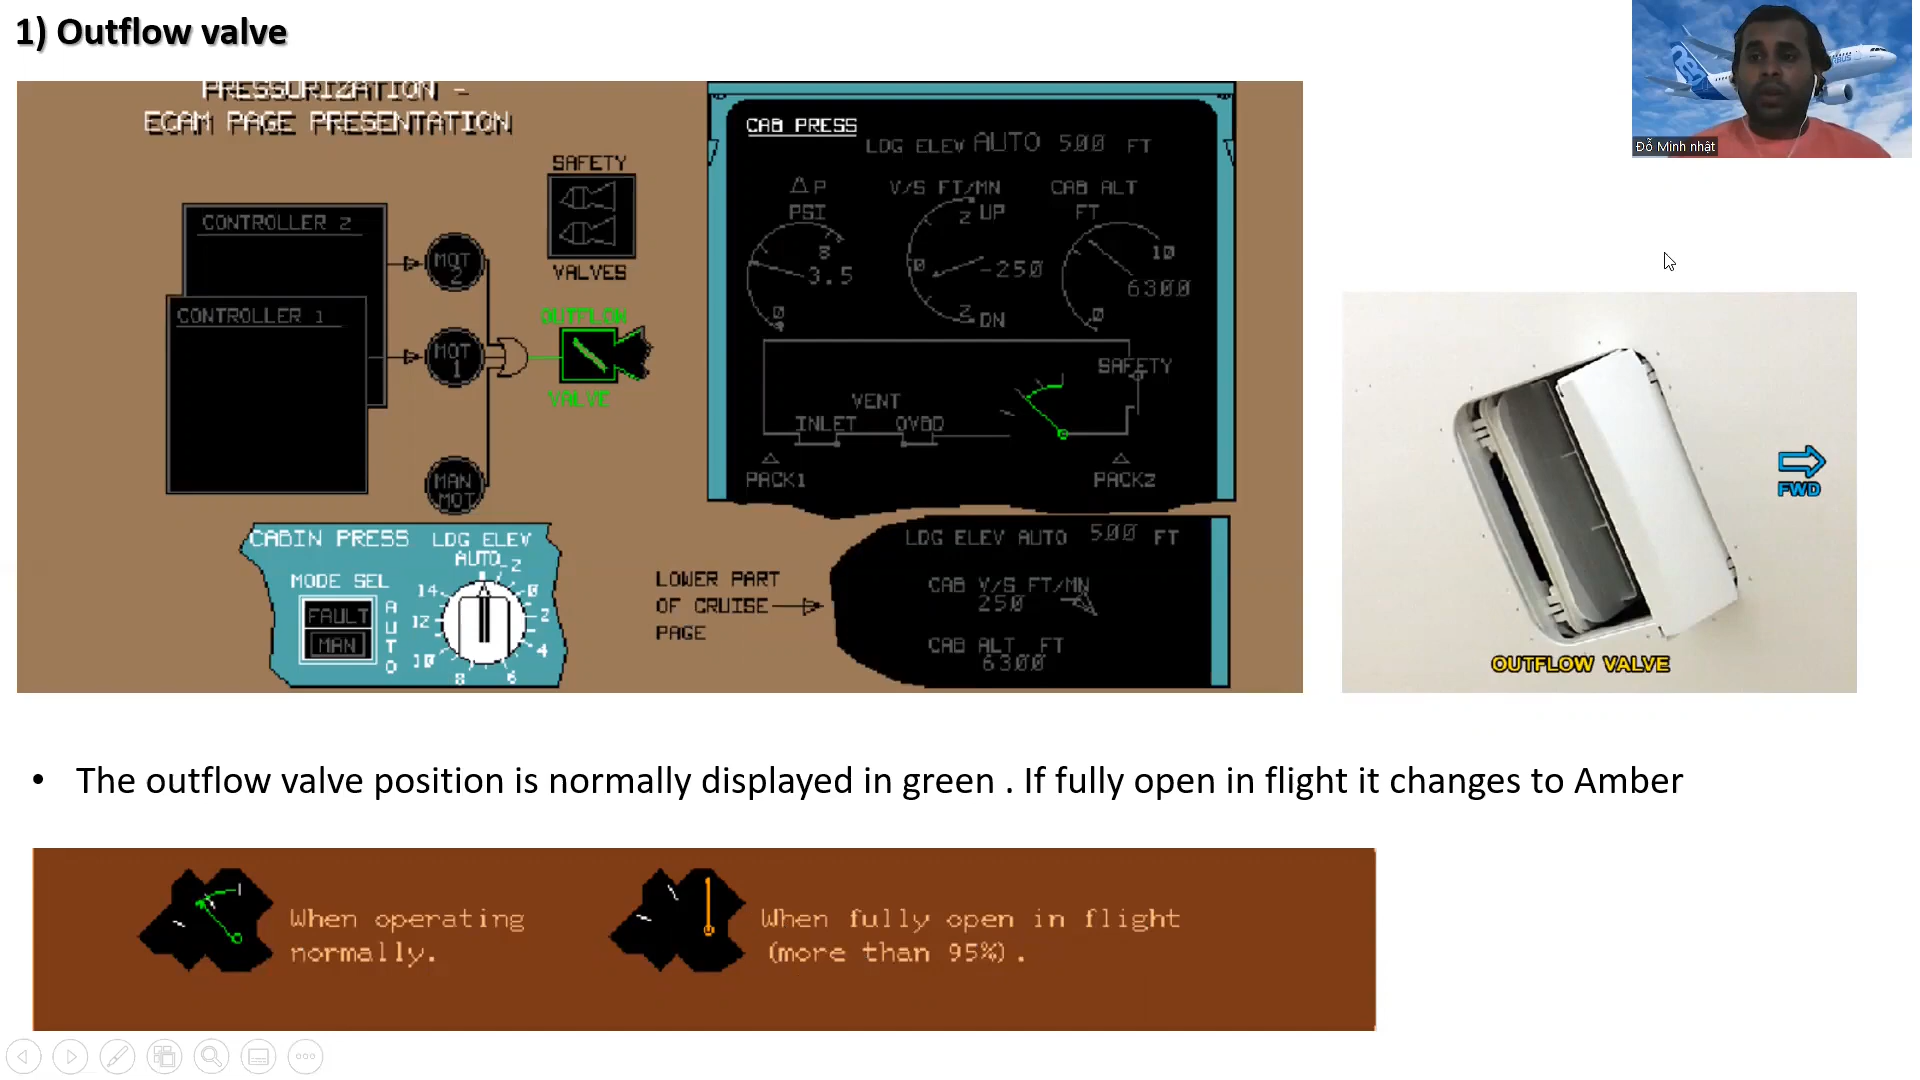 1) Outflow valve
PRESSURIZATION -
ECAM PAGE PRESENTATION
SAFETY
VALVES
CONTROLLER 2
CONTROLLER 1
MOT
2
MOT
1
MAN
MOT
OUTFLOW
VALVE
CABIN PRESS
LDG ELEV
AUTO
MODE SEL
FAULT
MAN
AUTO
-2
0
2
4
6
8
10
12
14
CAB PRESS
LDG ELEV AUTO 500 FT
ΔP
PSI
8
3.5
0
V/S FT/MN
2 UP
0
-250
2 DN
CAB ALT
FT
10
6300
0
SAFETY
VENT
INLET
OVBD
PACK1
PACK2
LOWER PART
OF CRUISE
PAGE
LDG ELEV AUTO 500 FT
CAB V/S FT/MN
250
CAB ALT FT
6300
Đỗ Minh nhật
FWD
OUTFLOW VALVE
• The outflow valve position is normally displayed in green . If fully open in flight it changes to Amber
When operating
normally.
When fully open in flight
(more than 95%).